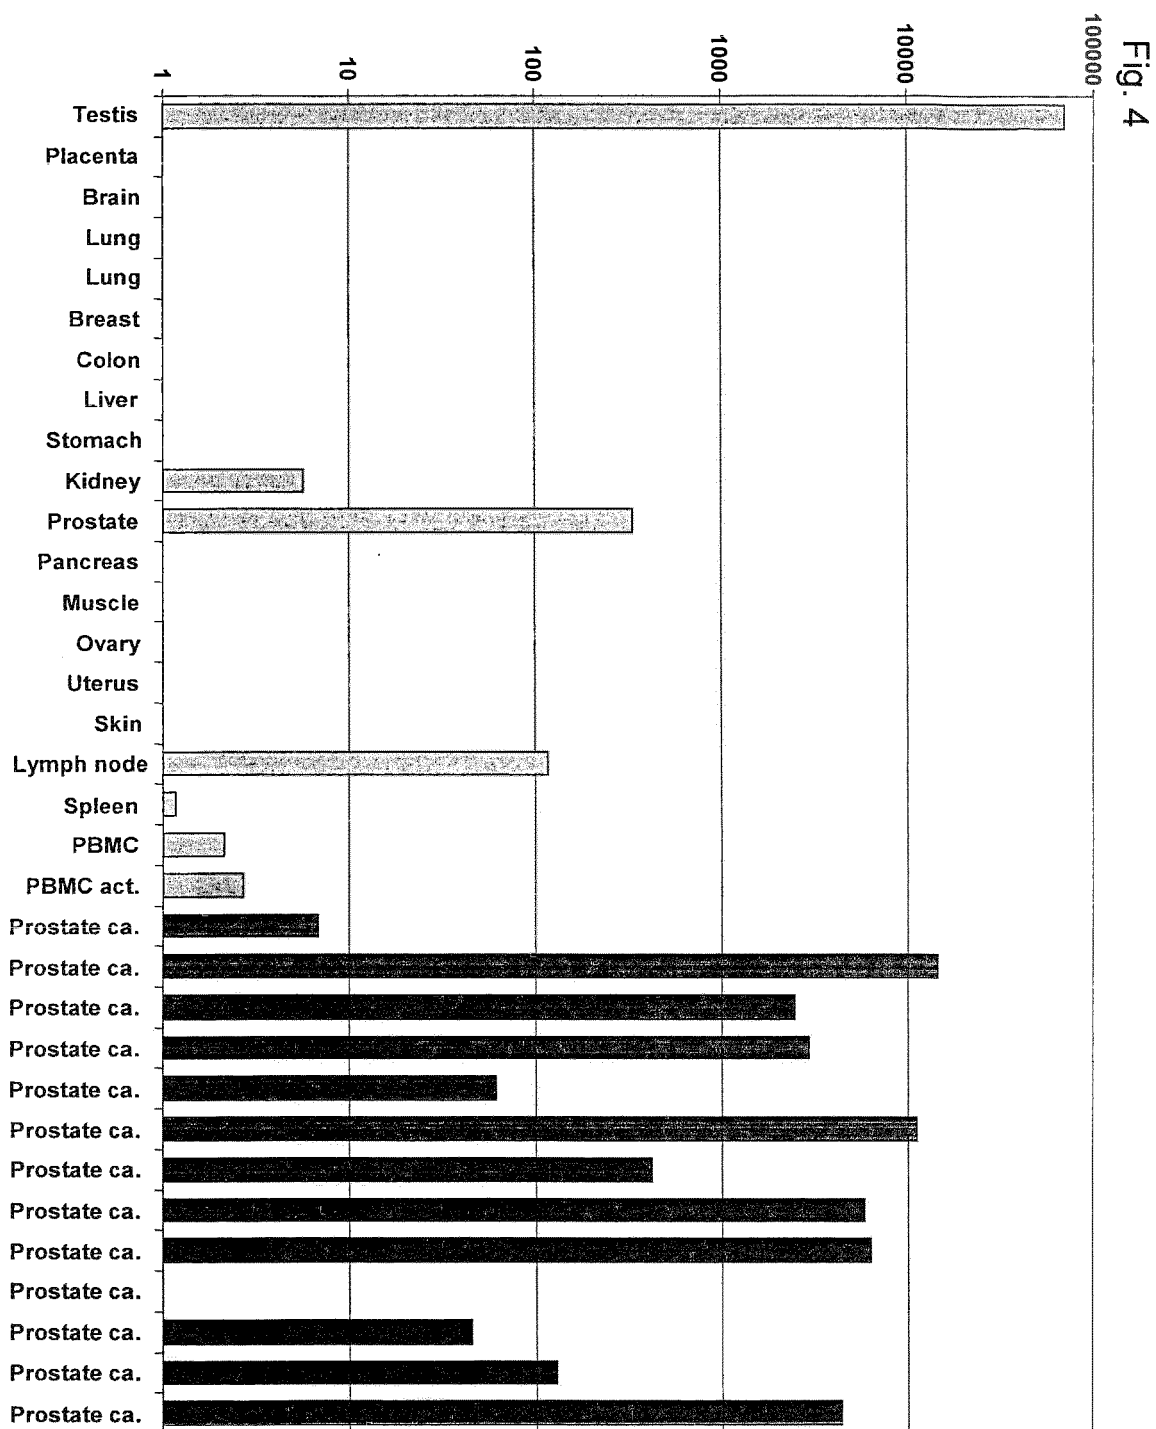 Fig. 4
100000
10000
1000
100
10
1
Testis
Placenta
Brain
Lung
Lung
Breast
Colon
Liver
Stomach
Kidney
Prostate
Pancreas
Muscle
Ovary
Uterus
Skin
Lymph node
Spleen
PBMC
PBMC act.
Prostate ca.
Prostate ca.
Prostate ca.
Prostate ca.
Prostate ca.
Prostate ca.
Prostate ca.
Prostate ca.
Prostate ca.
Prostate ca.
Prostate ca.
Prostate ca.
Prostate ca.